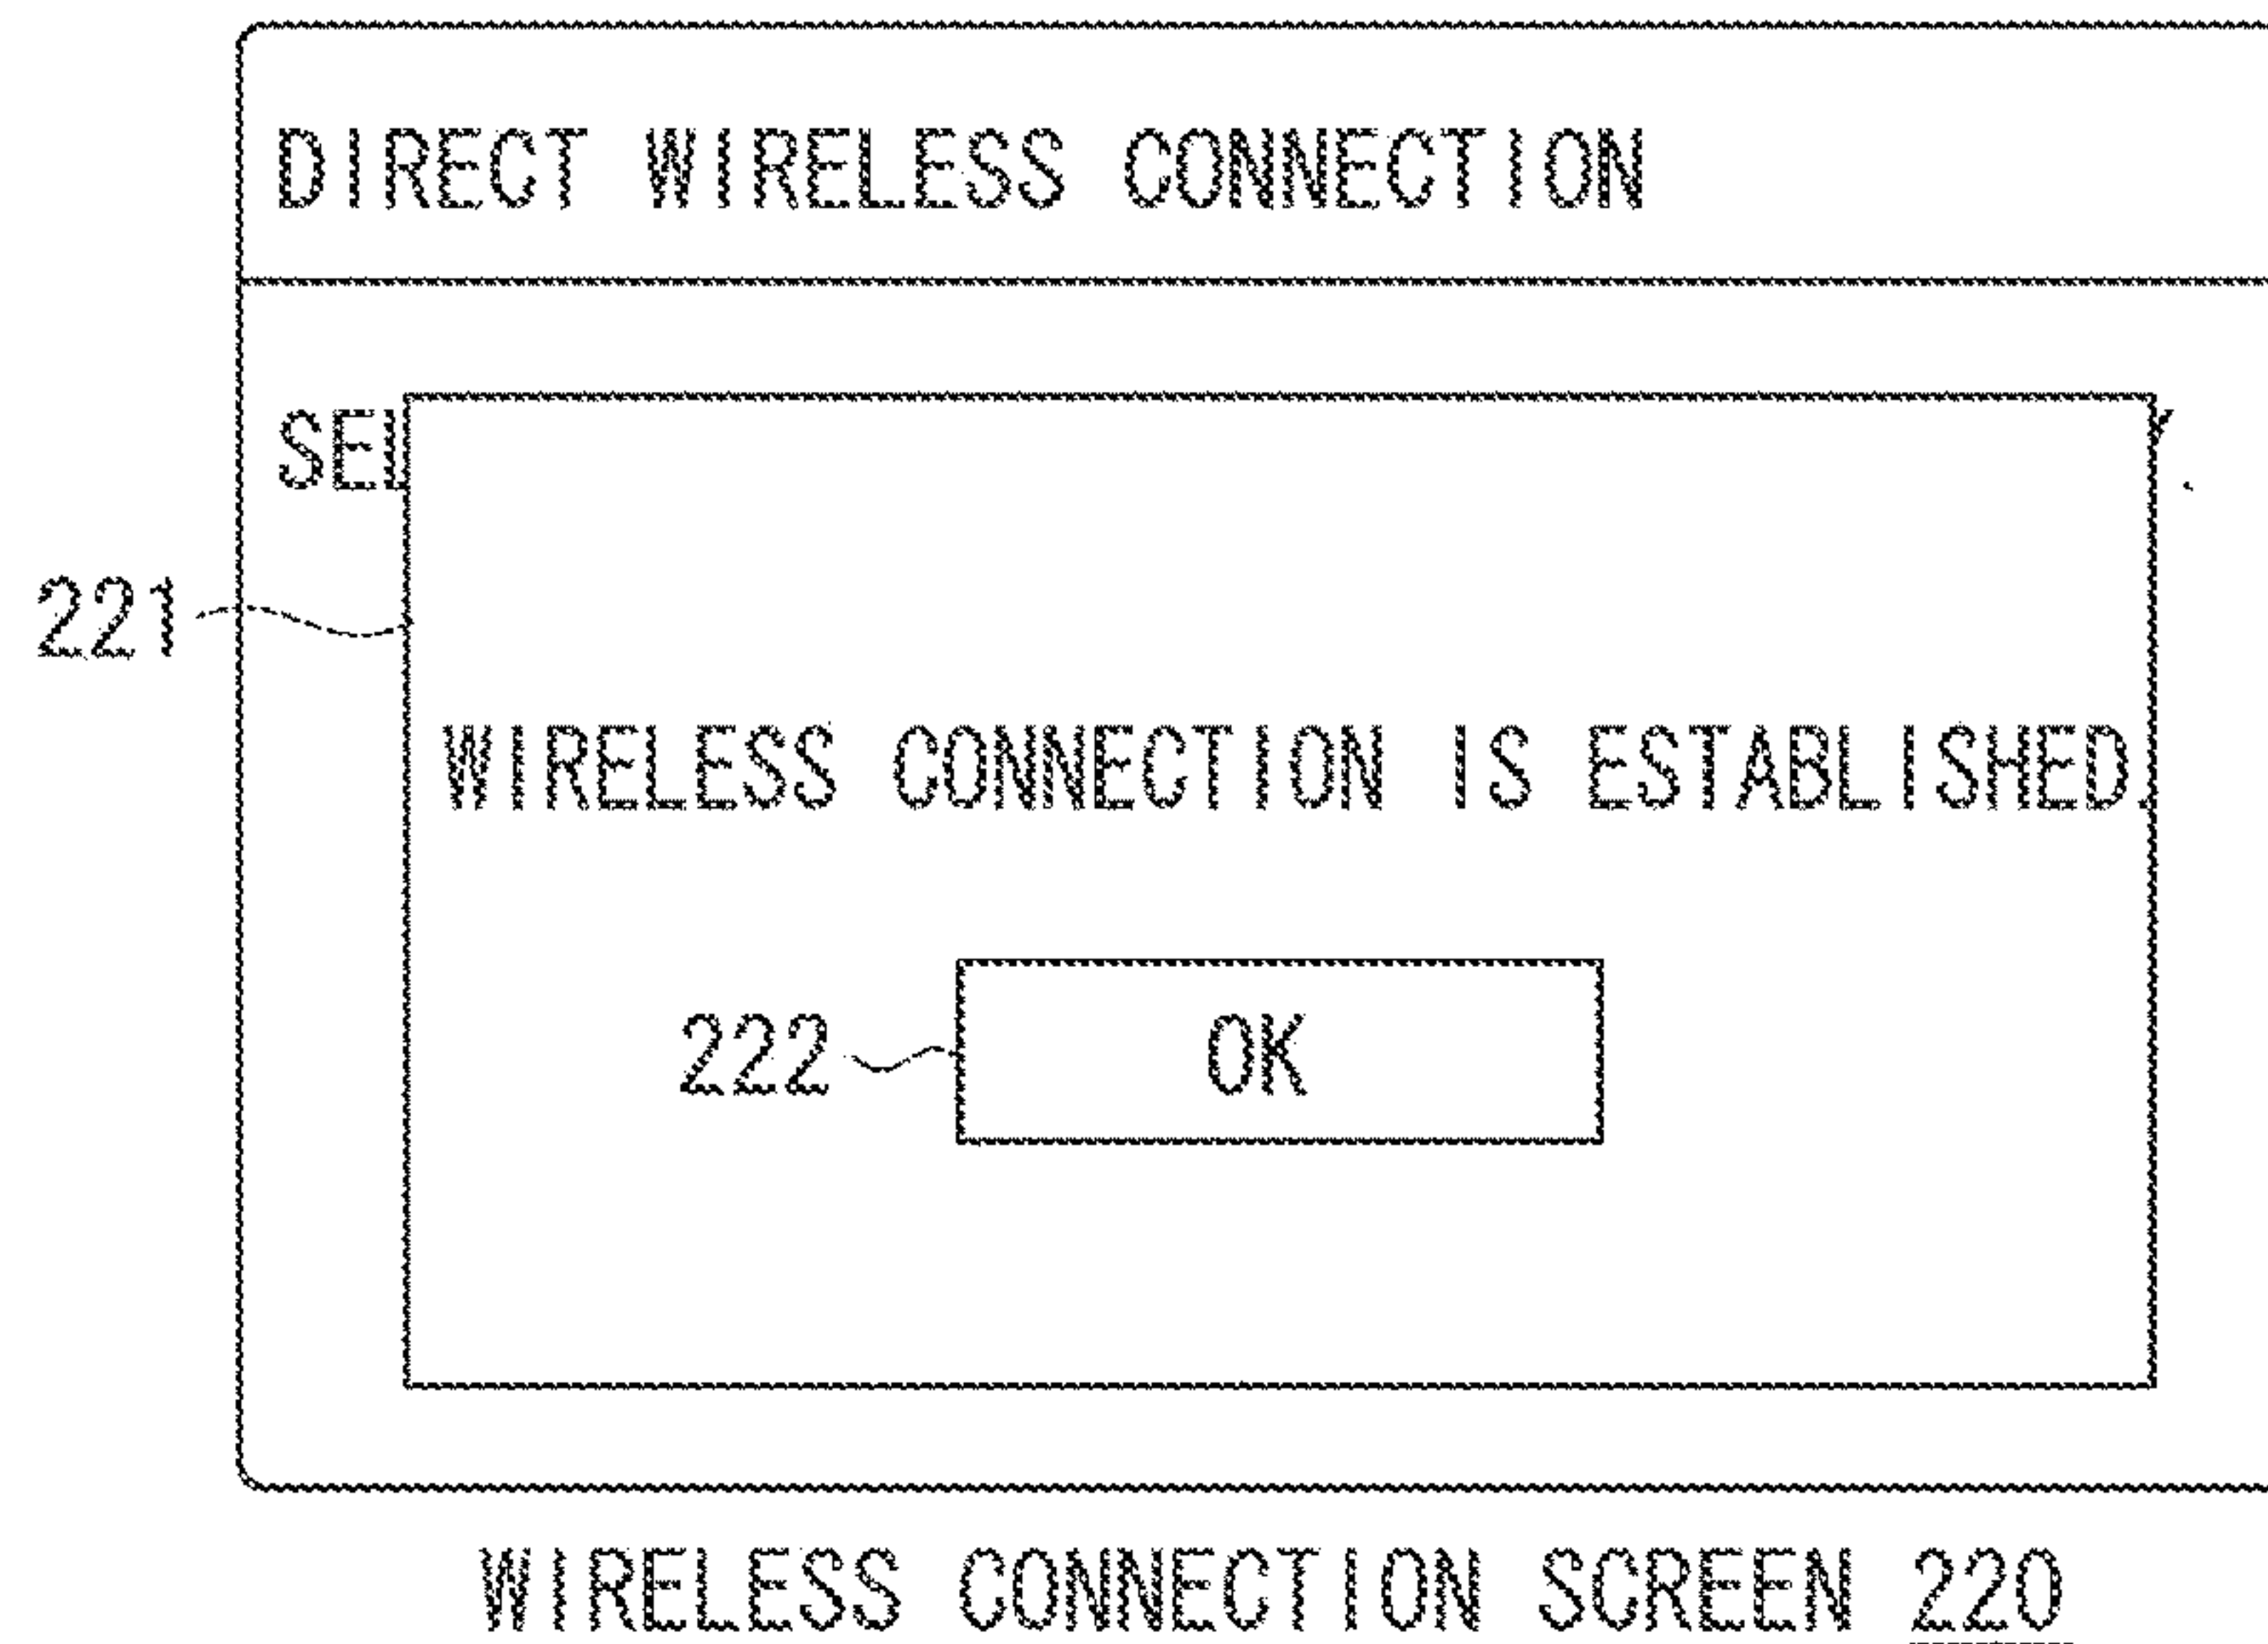 DIRECT WIRELESS CONNECTION
221
WIRELESS CONNECTION IS ESTABLISHED.
222 OK
WIRELESS CONNECTION SCREEN 220